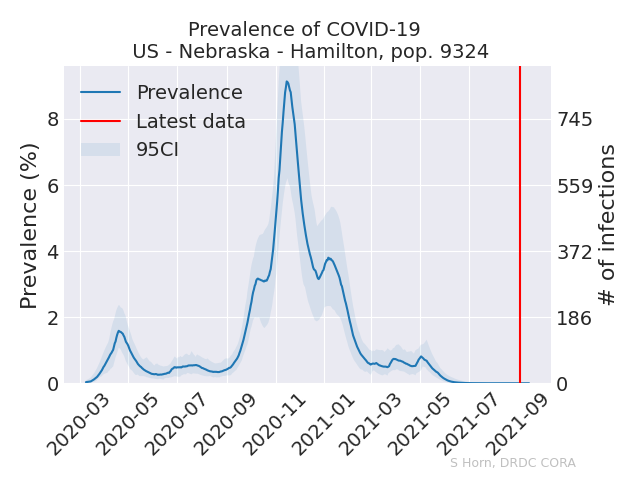 Prevalence of COVID-19
US - Nebraska - Hamilton, pop. 9324
Prevalence
Latest data
95CI
Prevalence (%)
8
6
4
2
0
745
559
372
186
0
# of infections
2020-03
2020-05
2020-07
2020-09
2020-11
2021-01
2021-03
2021-05
2021-07
2021-09
S Horn, DRDC CORA